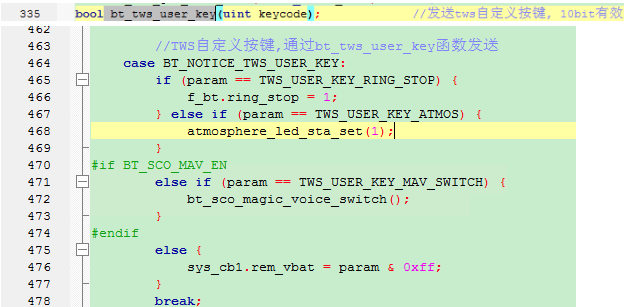 335 bool bt_tws_user_key(uint keycode); //发送tws自定义按键, 10bit有效
462
463 //TWS自定义按键,通过bt_tws_user_key函数发送
464 case BT_NOTICE_TWS_USER_KEY:
465 if (param == TWS_USER_KEY_RING_STOP) {
466 f_bt.ring_stop = 1;
467 } else if (param == TWS_USER_KEY_ATMOS) {
468 atmosphere_led_sta_set(1);
469 }
470 #if BT_SCO_MAV_EN
471 else if (param == TWS_USER_KEY_MAV_SWITCH) {
472 bt_sco_magic_voice_switch();
473 }
474 #endif
475 else {
476 sys_cb1.rem_vbat = param & 0xff;
477 }
478 break;